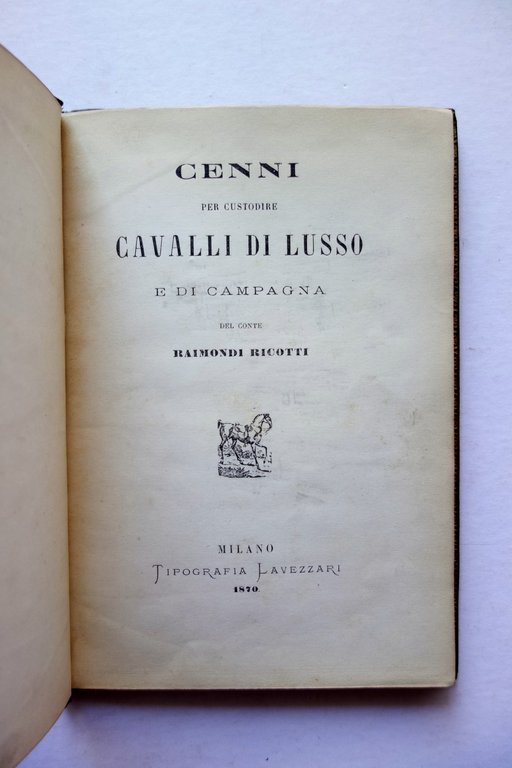 CENNI
PER CUSTODIRE
CAVALLI DI LUSSO
E DI CAMPAGNA
DEL CONTE
RAIMONDI RICOTTI
MILANO
TIPOGRAFIA LAVEZZARI
1870.